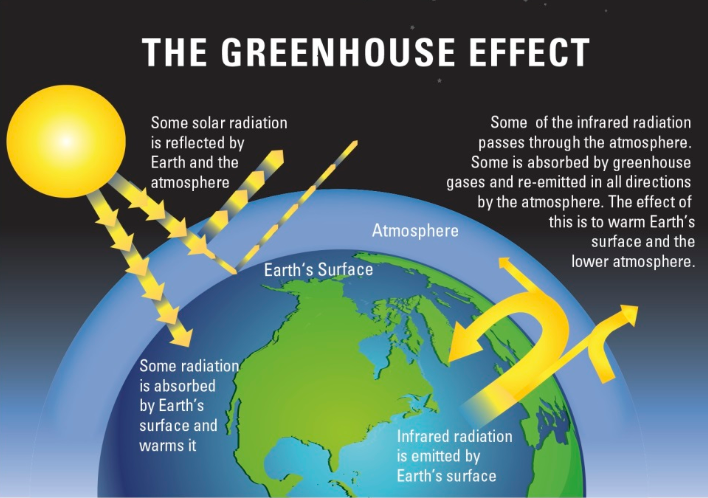 THE GREENHOUSE EFFECT
Some solar radiation
is reflected by
Earth and the
atmosphere
Some of the infrared radiation
passes through the atmosphere.
Some is absorbed by greenhouse
gases and re-emitted in all directions
by the atmosphere. The effect of
this is to warm Earth's
surface and the
lower atmosphere.
Atmosphere
Earth's Surface
Some radiation
is absorbed
by Earth's
surface and
warms it
Infrared radiation
is emitted by
Earth's surface